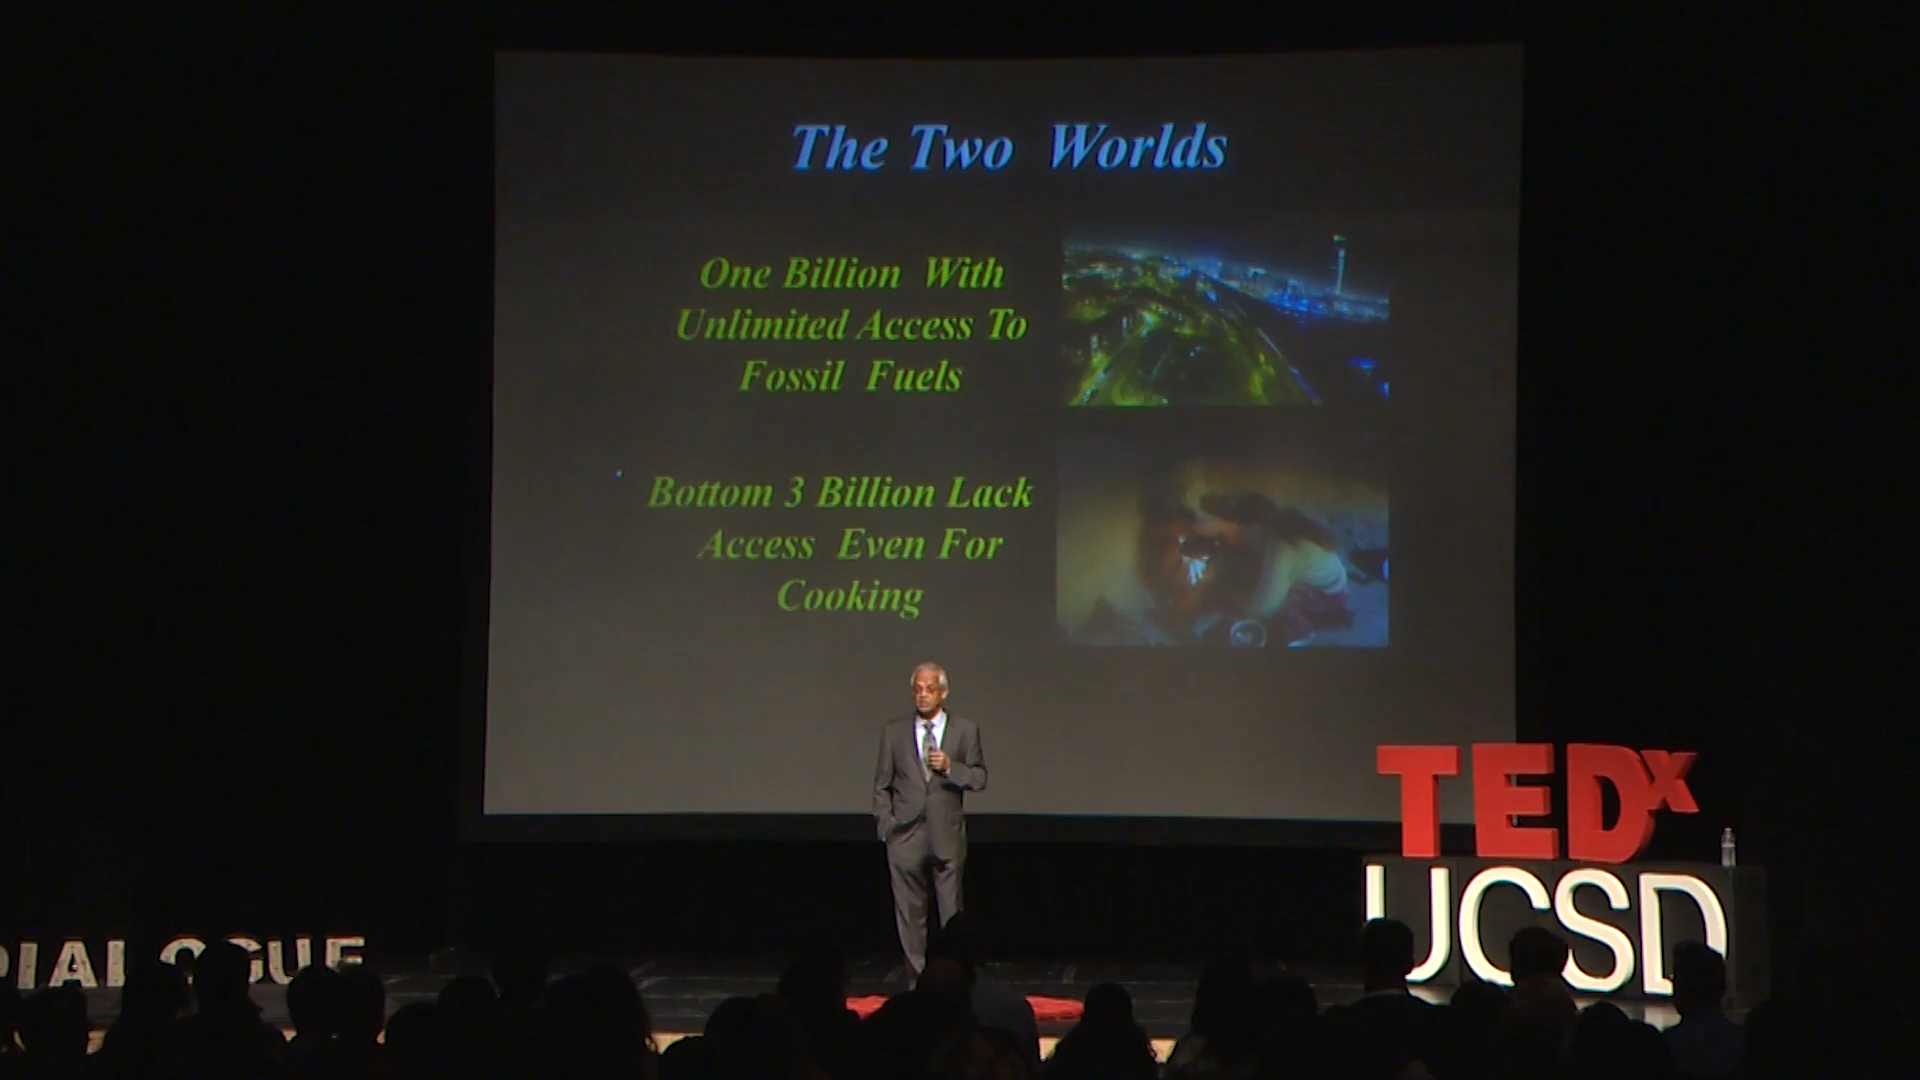 The Two Worlds
One Billion With
Unlimited Access To
Fossil Fuels
Bottom 3 Billion Lack
Access Even For
Cooking
TEDx
UCSD
DIALOGUE